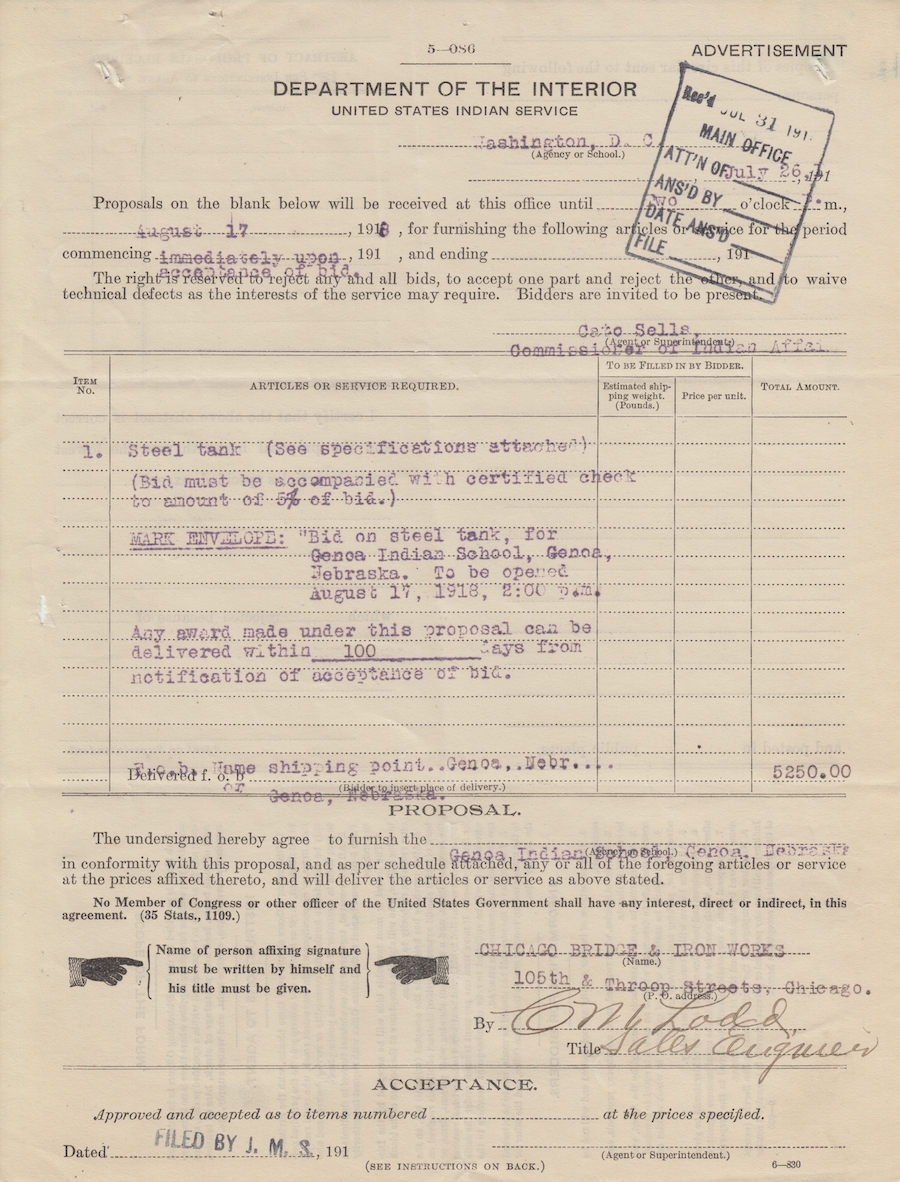 5—086
ADVERTISEMENT
DEPARTMENT OF THE INTERIOR
UNITED STATES INDIAN SERVICE
Rec'd JUL 31 191
MAIN OFFICE
ATT'N OF
ANS'D BY
DATE ANS'D
FILE
Washington, D. C.
(Agency or School.)
July 26, 191
Proposals on the blank below will be received at this office until two o'clock p. m.,
August 17, 1918, for furnishing the following articles or service for the period
commencing immediately upon, 191 , and ending , 191
acceptance of bid.
The right is reserved to reject any and all bids, to accept one part and reject the other, and to waive
technical defects as the interests of the service may require. Bidders are invited to be present.
Cato Sells,
(Agent or Superintendent.)
Commissioner of Indian Affai
ITEM No.
ARTICLES OR SERVICE REQUIRED.
TO BE FILLED IN BY BIDDER.
Estimated shipping weight. (Pounds.)
Price per unit.
TOTAL AMOUNT.
1. Steel tank (See specifications attached)
(Bid must be accompanied with certified check
to amount of 5% of bid.)
MARK ENVELOPE: "Bid on steel tank, for
Genoa Indian School, Genoa,
Nebraska. To be opened
August 17, 1918, 2:00 p.m.
Any award made under this proposal can be
delivered within 100 days from
notification of acceptance of bid.
F.o.b. Name shipping point..Genoa,.Nebr....
5250.00
Delivered f. o. b.
or
(Bidder to insert place of delivery.)
Genoa, Nebraska.
PROPOSAL.
The undersigned hereby agree to furnish the
Genoa Indian School, Genoa, Nebraska
(Agency or School.)
in conformity with this proposal, and as per schedule attached, any or all of the foregoing articles or service
at the prices affixed thereto, and will deliver the articles or service as above stated.
No Member of Congress or other officer of the United States Government shall have any interest, direct or indirect, in this
agreement. (35 Stats., 1109.)
Name of person affixing signature
must be written by himself and
his title must be given.
CHICAGO BRIDGE & IRON WORKS
(Name.)
105th & Throop Streets, Chicago.
(P. O. address.)
By C M Ladd,
Title Sales Engineer
ACCEPTANCE.
Approved and accepted as to items numbered at the prices specified.
Dated , 191
FILED BY J. M. S.
(Agent or Superintendent.)
(SEE INSTRUCTIONS ON BACK.)
6—830